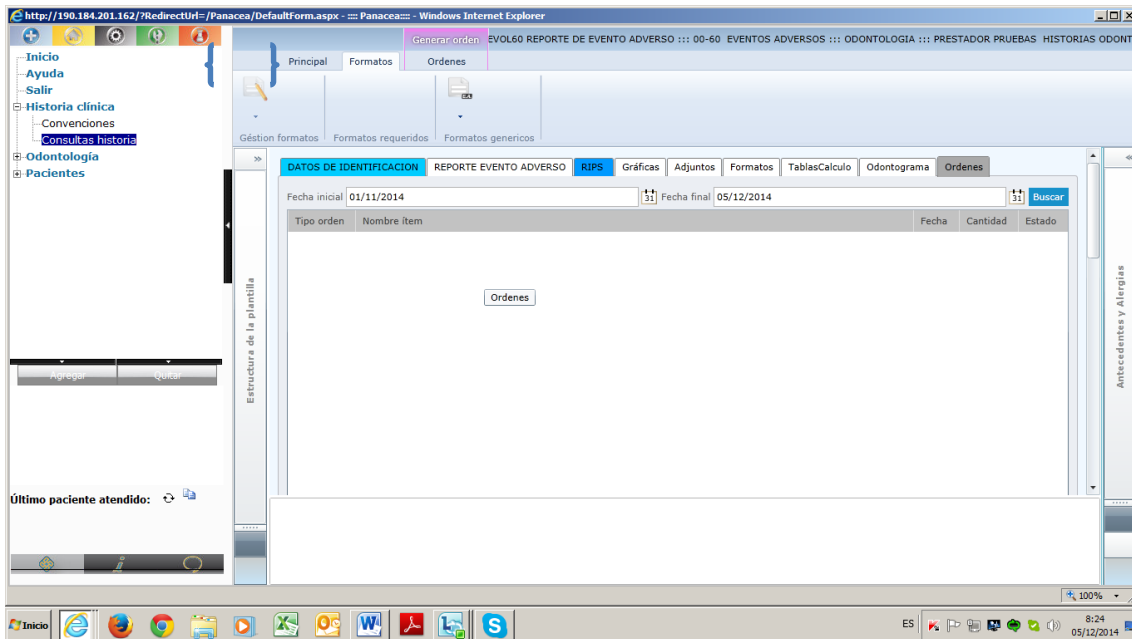 http://190.184.201.162/?RedirectUrl=/Panacea/DefaultForm.aspx - :::: Panacea:::: - Windows Internet Explorer
Generar orden EVOL60 REPORTE DE EVENTO ADVERSO ::: 00-60 EVENTOS ADVERSOS ::: ODONTOLOGIA ::: PRESTADOR PRUEBAS HISTORIAS ODONT
Inicio
Ayuda
Salir
Historia clínica
Convenciones
Consultas historia
Odontología
Pacientes
Agregar Quitar
Último paciente atendido:
Principal Formatos Ordenes
EA
Géstion formatos Formatos requeridos Formatos genericos
DATOS DE IDENTIFICACION REPORTE EVENTO ADVERSO RIPS Gráficas Adjuntos Formatos TablasCalculo Odontograma Ordenes
Fecha inicial 01/11/2014 31 Fecha final 05/12/2014 31 Buscar
Tipo orden Nombre ítem Fecha Cantidad Estado
Ordenes
Estructura de la plantilla
Antecedentes y Alergias
100%
Inicio
ES
8:24
05/12/2014